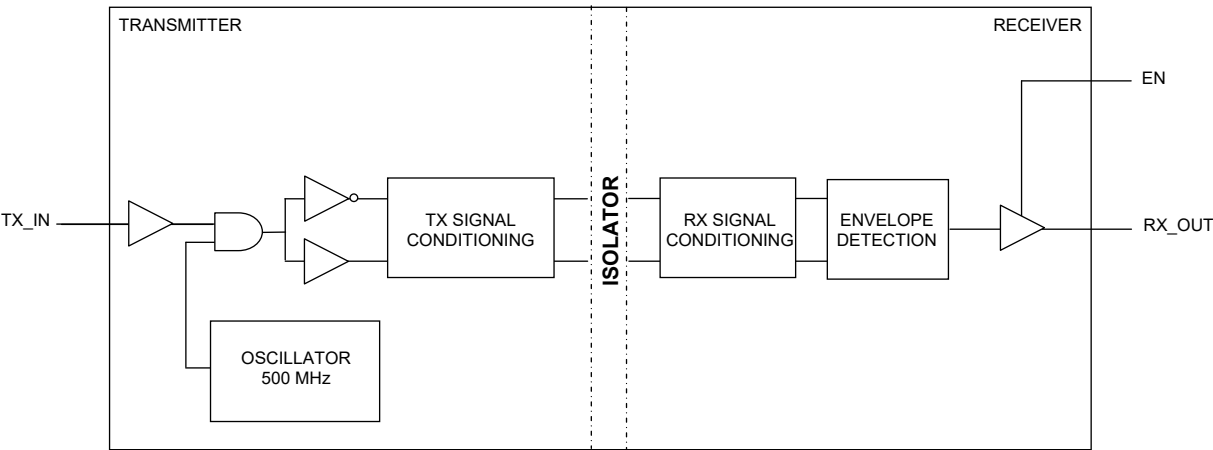 TRANSMITTER
RECEIVER
EN
TX_IN
TX SIGNAL
CONDITIONING
ISOLATOR
RX SIGNAL
CONDITIONING
ENVELOPE
DETECTION
RX_OUT
OSCILLATOR
500 MHz